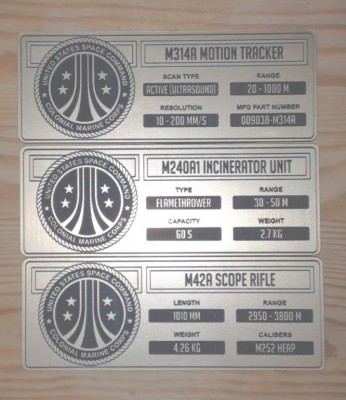 UNITED STATES SPACE COMMAND
COLONIAL MARINE CORPS
M314A MOTION TRACKER
SCAN TYPE RANGE
ACTIVE [ULTRASOUND] 20 - 1000 M
RESOLUTION MFG PART NUMBER
10 - 200 MM/S 009038-M314A
UNITED STATES SPACE COMMAND
COLONIAL MARINE CORPS
M240A1 INCINERATOR UNIT
TYPE RANGE
FLAMETHROWER 30 - 50 M
CAPACITY WEIGHT
60 S 2.7 KG
UNITED STATES SPACE COMMAND
COLONIAL MARINE CORPS
M42A SCOPE RIFLE
LENGTH RANGE
1010 MM 2950 - 3800 M
WEIGHT CALIBERS
4.26 KG M252 HEAP